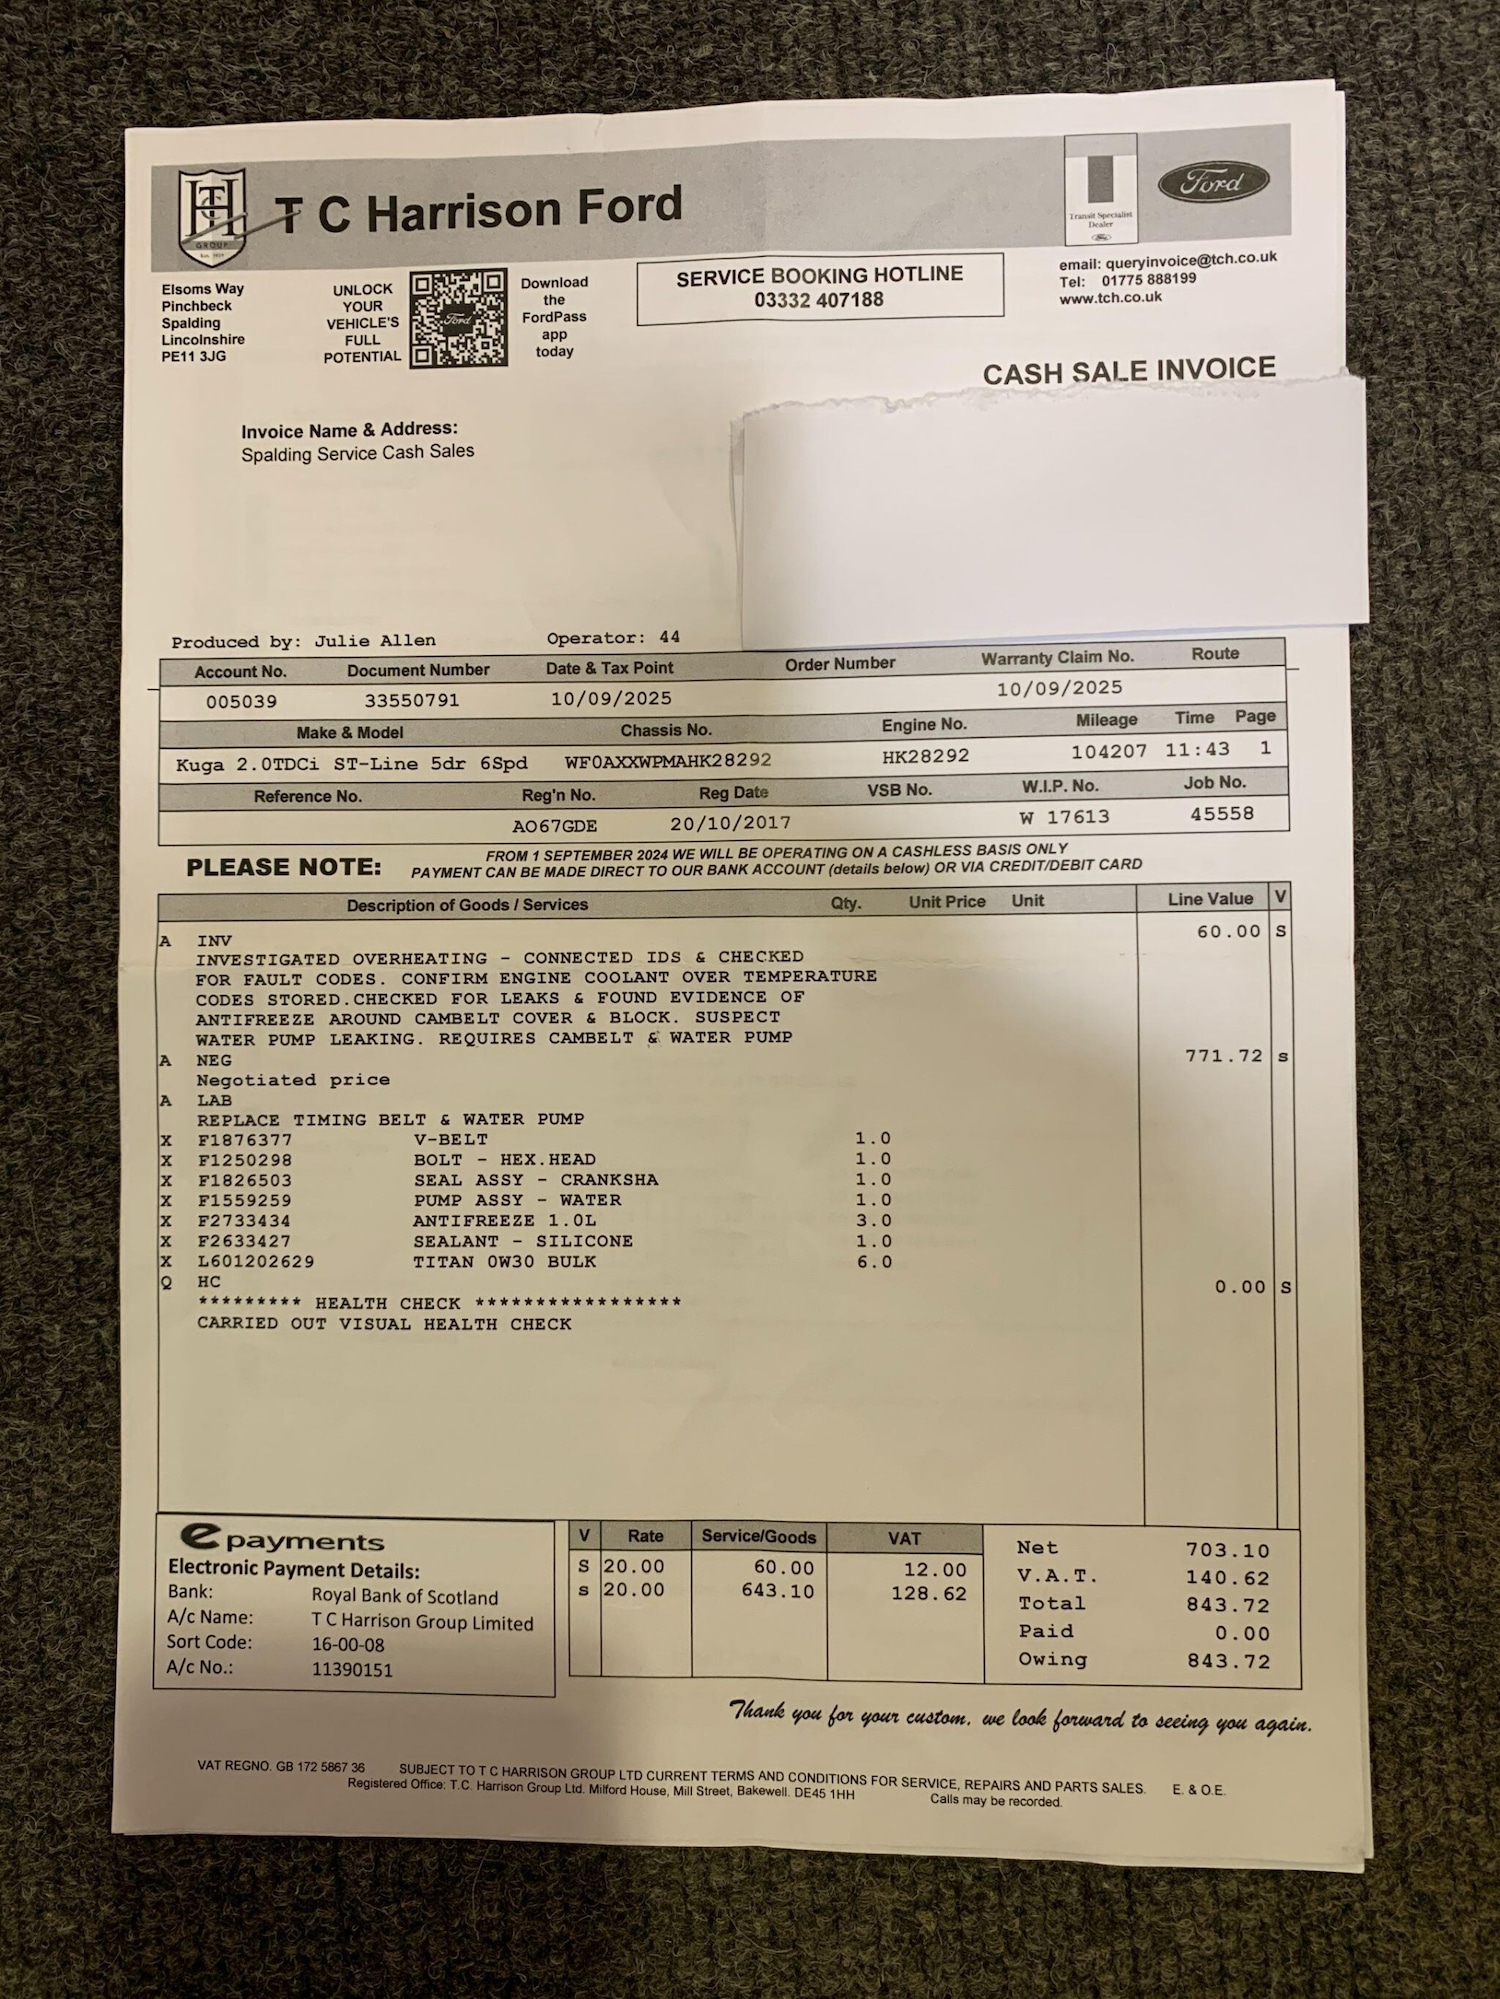 TCH
GROUP
Est. 1924
T C Harrison Ford
Transit Specialist
Dealer
Ford
Elsoms Way
Pinchbeck
Spalding
Lincolnshire
PE11 3JG
UNLOCK
YOUR
VEHICLE'S
FULL
POTENTIAL
Ford
Download
the
FordPass
app
today
SERVICE BOOKING HOTLINE
03332 407188
email: queryinvoice@tch.co.uk
Tel: 01775 888199
www.tch.co.uk
CASH SALE INVOICE
Invoice Name & Address:
Spalding Service Cash Sales
Produced by: Julie Allen Operator: 44
Account No. Document Number Date & Tax Point Order Number Warranty Claim No. Route
005039 33550791 10/09/2025 10/09/2025
Make & Model Chassis No. Engine No. Mileage Time Page
Kuga 2.0TDCi ST-Line 5dr 6Spd WF0AXXWPMAHK28292 HK28292 104207 11:43 1
Reference No. Reg'n No. Reg Date VSB No. W.I.P. No. Job No.
AO67GDE 20/10/2017 W 17613 45558
PLEASE NOTE: FROM 1 SEPTEMBER 2024 WE WILL BE OPERATING ON A CASHLESS BASIS ONLY
PAYMENT CAN BE MADE DIRECT TO OUR BANK ACCOUNT (details below) OR VIA CREDIT/DEBIT CARD
Description of Goods / Services Qty. Unit Price Unit Line Value V
A INV 60.00 S
INVESTIGATED OVERHEATING - CONNECTED IDS & CHECKED
FOR FAULT CODES. CONFIRM ENGINE COOLANT OVER TEMPERATURE
CODES STORED.CHECKED FOR LEAKS & FOUND EVIDENCE OF
ANTIFREEZE AROUND CAMBELT COVER & BLOCK. SUSPECT
WATER PUMP LEAKING. REQUIRES CAMBELT & WATER PUMP
A NEG 771.72 s
Negotiated price
A LAB
REPLACE TIMING BELT & WATER PUMP
X F1876377 V-BELT 1.0
X F1250298 BOLT - HEX.HEAD 1.0
X F1826503 SEAL ASSY - CRANKSHA 1.0
X F1559259 PUMP ASSY - WATER 1.0
X F2733434 ANTIFREEZE 1.0L 3.0
X F2633427 SEALANT - SILICONE 1.0
X L601202629 TITAN 0W30 BULK 6.0
Q HC 0.00 S
********* HEALTH CHECK *****************
CARRIED OUT VISUAL HEALTH CHECK
e payments
Electronic Payment Details:
Bank: Royal Bank of Scotland
A/c Name: T C Harrison Group Limited
Sort Code: 16-00-08
A/c No.: 11390151
V Rate Service/Goods VAT
S 20.00 60.00 12.00
s 20.00 643.10 128.62
Net 703.10
V.A.T. 140.62
Total 843.72
Paid 0.00
Owing 843.72
Thank you for your custom, we look forward to seeing you again.
VAT REGNO. GB 172 5867 36 SUBJECT TO T C HARRISON GROUP LTD CURRENT TERMS AND CONDITIONS FOR SERVICE, REPAIRS AND PARTS SALES. E. & O.E.
Registered Office: T.C. Harrison Group Ltd. Milford House, Mill Street, Bakewell. DE45 1HH Calls may be recorded.